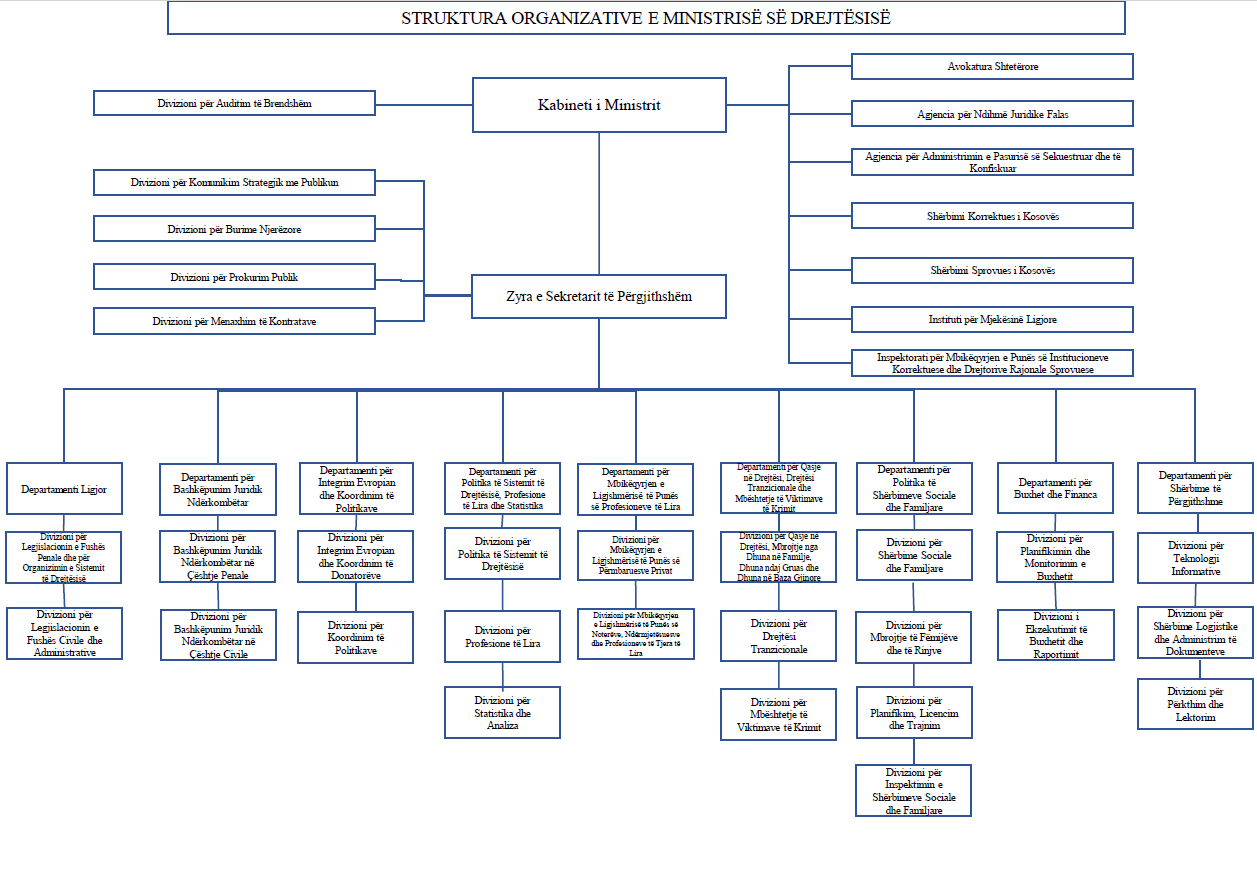 STRUKTURA ORGANIZATIVE E MINISTRISË SË DREJTËSISË
Kabineti i Ministrit
Divizioni për Auditim të Brendshëm
Avokatura Shtetërore
Agjencia për Ndihmë Juridike Falas
Agjencia për Administrimin e Pasurisë së Sekuestruar dhe të
Konfiskuar
Shërbimi Korrektues i Kosovës
Shërbimi Sprovues i Kosovës
Instituti për Mjekësinë Ligjore
Inspektorati për Mbikëqyrjen e Punës së Institucioneve
Korrektuese dhe Drejtorive Rajonale Sprovuese
Divizioni për Komunikim Strategjik me Publikun
Divizioni për Burime Njerëzore
Divizioni për Prokurim Publik
Divizioni për Menaxhim të Kontratave
Zyra e Sekretarit të Përgjithshëm
Departamenti Ligjor
Divizioni për
Legjislacionin e Fushës
Penale dhe për
Organizimin e Sistemit
të Drejtësisë
Divizioni për
Legjislacionin e
Fushës Civile dhe
Administrative
Departamenti për
Bashkëpunim Juridik
Ndërkombëtar
Divizioni për
Bashkëpunim Juridik
Ndërkombëtar në
Çështje Penale
Divizioni për
Bashkëpunim Juridik
Ndërkombëtar në
Çështje Civile
Departamenti për
Integrim Evropian
dhe Koordinim të
Politikave
Divizioni për
Integrim Evropian
dhe Koordinim të
Donatorëve
Divizioni për
Koordinim të
Politikave
Departamenti për
Politika të Sistemit të
Drejtësisë, Profesione
të Lira dhe Statistika
Divizioni për
Politika të Sistemit të
Drejtësisë
Divizioni për
Profesione të Lira
Divizioni për
Statistika dhe
Analiza
Departamenti për
Mbikëqyrjen e
Ligjshmërisë të Punës
së Profesioneve të Lira
Divizioni për
Mbikëqyrjen e
Ligjshmërisë të Punës së
Përmbaruesve Privat
Divizioni për Mbikëqyrjen
e Ligjshmërisë të Punës së
Noterëve, Ndërmjetësuesve
dhe Profesioneve të Tjera të
Lira
Departamenti për Qasje
në Drejtësi, Drejtësi
Tranzicionale dhe
Mbështetje të Viktimave
të Krimit
Divizioni për Qasje në
Drejtësi, Mbrojtje nga
Dhuna në Familje,
Dhuna ndaj Gruas dhe
Dhuna në Baza Gjinore
Divizioni për
Drejtësi
Tranzicionale
Divizioni për
Mbështetje të
Viktimave të Krimit
Departamenti për
Politika të
Shërbimeve Sociale
dhe Familjare
Divizioni për
Shërbime Sociale
dhe Familjare
Divizioni për
Mbrojtje të Fëmijëve
dhe të Rinjve
Divizioni për
Planifikim, Licencim
dhe Trajnim
Divizioni për
Inspektimin e
Shërbimeve Sociale
dhe Familjare
Departamenti për
Buxhet dhe Financa
Divizioni për
Planifikimin dhe
Monitorimin e
Buxhetit
Divizioni i
Ekzekutimit të
Buxhetit dhe
Raportimit
Departamenti për
Shërbime të
Përgjithshme
Divizioni për
Teknologji
Informative
Divizioni për
Shërbime Logjistike
dhe Administrim të
Dokumenteve
Divizioni për
Përkthim dhe
Lektorim